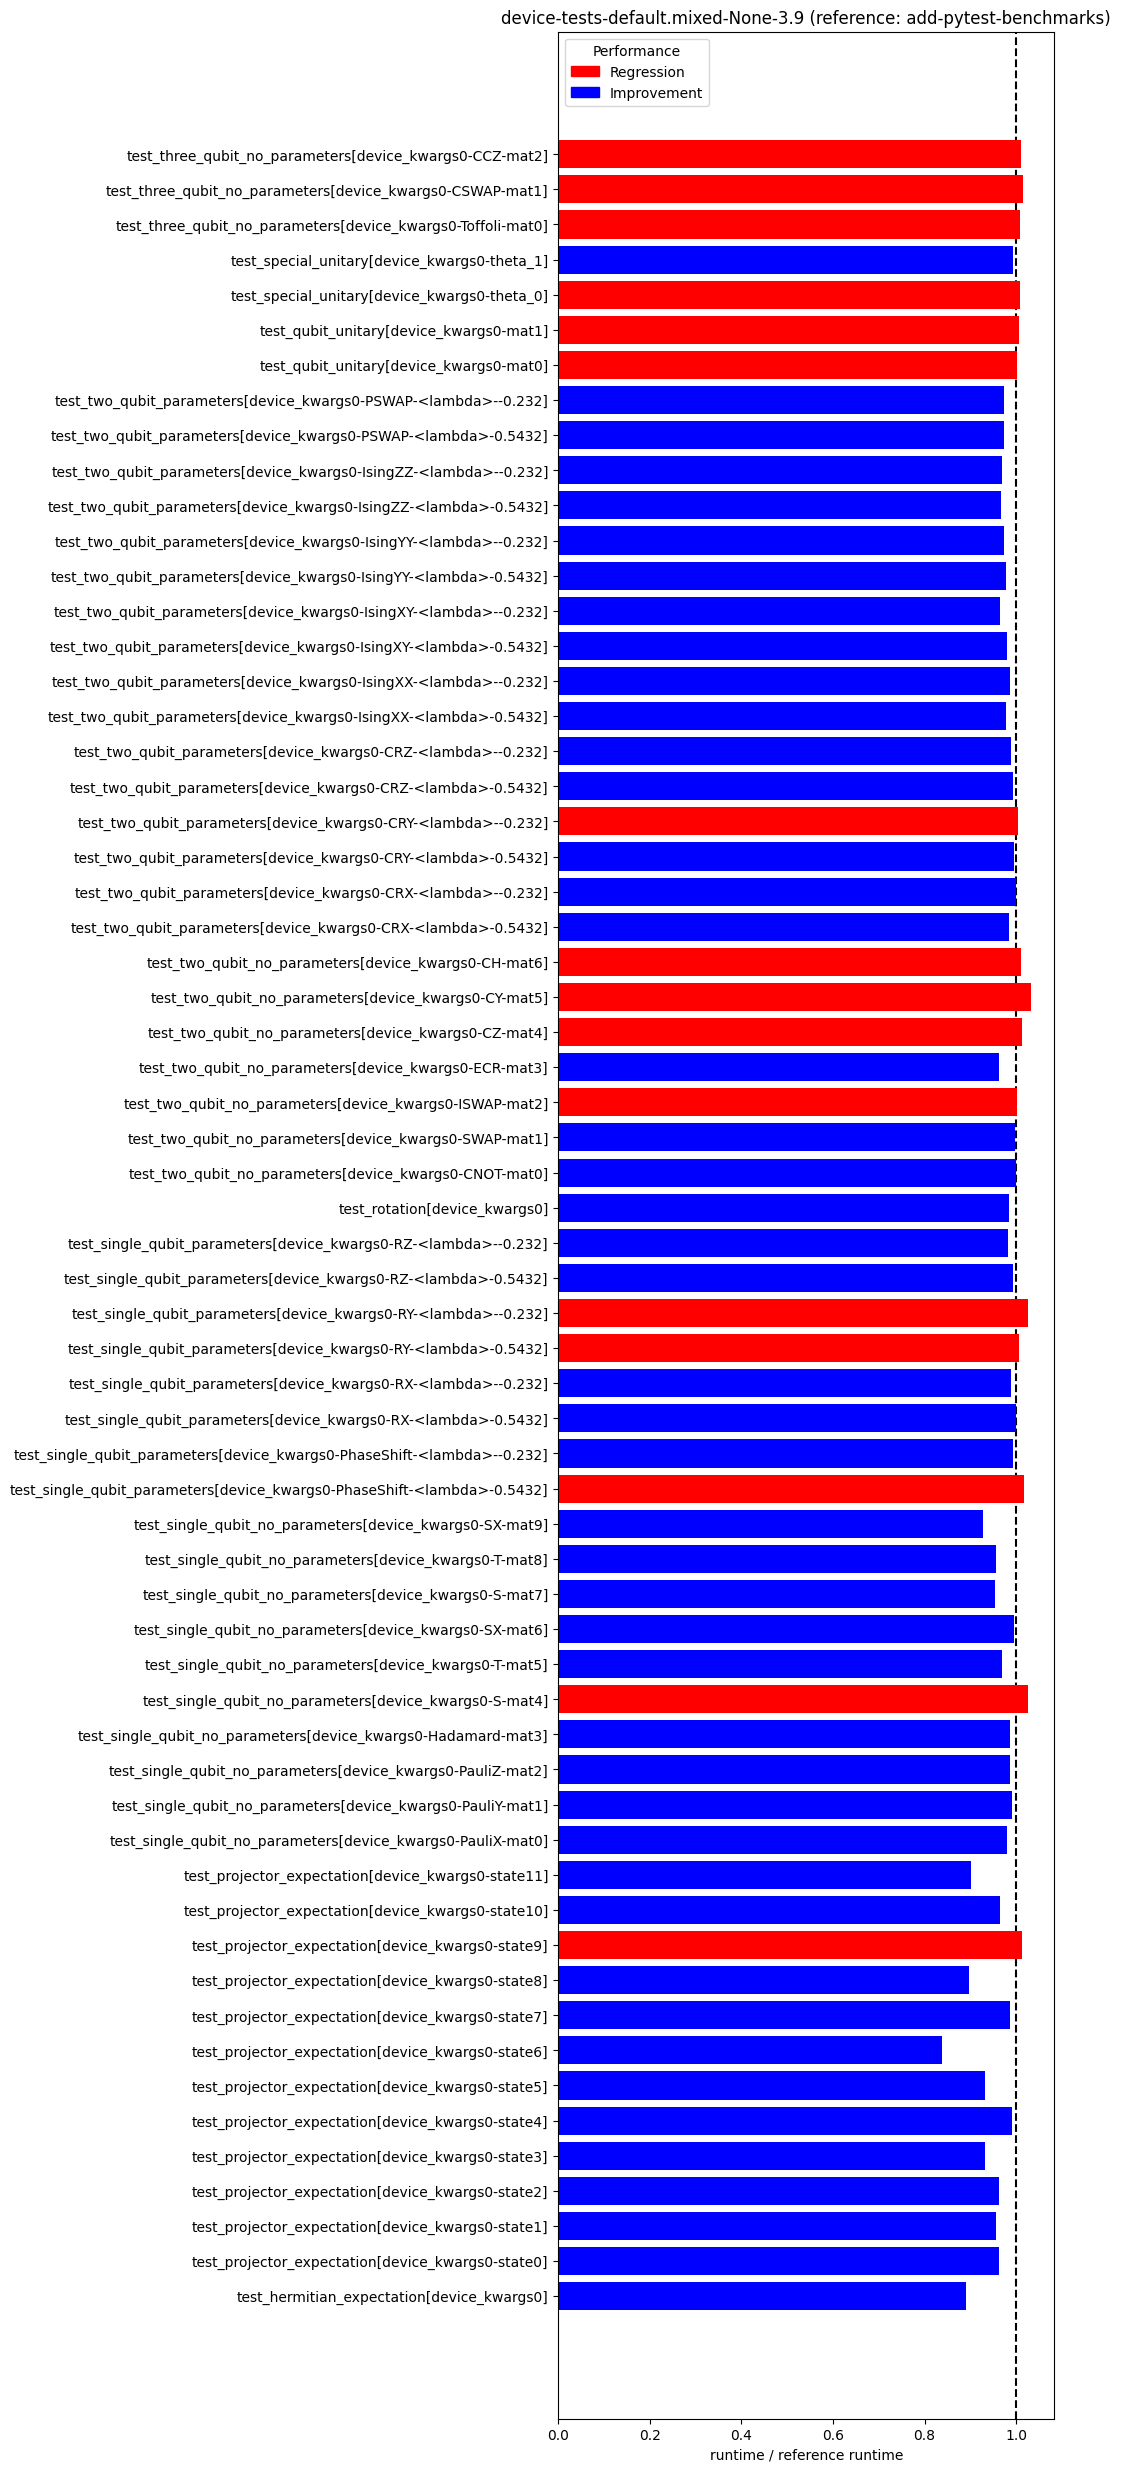 device-tests-default.mixed-None-3.9 (reference: add-pytest-benchmarks)
Performance
Regression
Improvement
test_three_qubit_no_parameters[device_kwargs0-CCZ-mat2]
test_three_qubit_no_parameters[device_kwargs0-CSWAP-mat1]
test_three_qubit_no_parameters[device_kwargs0-Toffoli-mat0]
test_special_unitary[device_kwargs0-theta_1]
test_special_unitary[device_kwargs0-theta_0]
test_qubit_unitary[device_kwargs0-mat1]
test_qubit_unitary[device_kwargs0-mat0]
test_two_qubit_parameters[device_kwargs0-PSWAP-<lambda>--0.232]
test_two_qubit_parameters[device_kwargs0-PSWAP-<lambda>-0.5432]
test_two_qubit_parameters[device_kwargs0-IsingZZ-<lambda>--0.232]
test_two_qubit_parameters[device_kwargs0-IsingZZ-<lambda>-0.5432]
test_two_qubit_parameters[device_kwargs0-IsingYY-<lambda>--0.232]
test_two_qubit_parameters[device_kwargs0-IsingYY-<lambda>-0.5432]
test_two_qubit_parameters[device_kwargs0-IsingXY-<lambda>--0.232]
test_two_qubit_parameters[device_kwargs0-IsingXY-<lambda>-0.5432]
test_two_qubit_parameters[device_kwargs0-IsingXX-<lambda>--0.232]
test_two_qubit_parameters[device_kwargs0-IsingXX-<lambda>-0.5432]
test_two_qubit_parameters[device_kwargs0-CRZ-<lambda>--0.232]
test_two_qubit_parameters[device_kwargs0-CRZ-<lambda>-0.5432]
test_two_qubit_parameters[device_kwargs0-CRY-<lambda>--0.232]
test_two_qubit_parameters[device_kwargs0-CRY-<lambda>-0.5432]
test_two_qubit_parameters[device_kwargs0-CRX-<lambda>--0.232]
test_two_qubit_parameters[device_kwargs0-CRX-<lambda>-0.5432]
test_two_qubit_no_parameters[device_kwargs0-CH-mat6]
test_two_qubit_no_parameters[device_kwargs0-CY-mat5]
test_two_qubit_no_parameters[device_kwargs0-CZ-mat4]
test_two_qubit_no_parameters[device_kwargs0-ECR-mat3]
test_two_qubit_no_parameters[device_kwargs0-ISWAP-mat2]
test_two_qubit_no_parameters[device_kwargs0-SWAP-mat1]
test_two_qubit_no_parameters[device_kwargs0-CNOT-mat0]
test_rotation[device_kwargs0]
test_single_qubit_parameters[device_kwargs0-RZ-<lambda>--0.232]
test_single_qubit_parameters[device_kwargs0-RZ-<lambda>-0.5432]
test_single_qubit_parameters[device_kwargs0-RY-<lambda>--0.232]
test_single_qubit_parameters[device_kwargs0-RY-<lambda>-0.5432]
test_single_qubit_parameters[device_kwargs0-RX-<lambda>--0.232]
test_single_qubit_parameters[device_kwargs0-RX-<lambda>-0.5432]
test_single_qubit_parameters[device_kwargs0-PhaseShift-<lambda>--0.232]
test_single_qubit_parameters[device_kwargs0-PhaseShift-<lambda>-0.5432]
test_single_qubit_no_parameters[device_kwargs0-SX-mat9]
test_single_qubit_no_parameters[device_kwargs0-T-mat8]
test_single_qubit_no_parameters[device_kwargs0-S-mat7]
test_single_qubit_no_parameters[device_kwargs0-SX-mat6]
test_single_qubit_no_parameters[device_kwargs0-T-mat5]
test_single_qubit_no_parameters[device_kwargs0-S-mat4]
test_single_qubit_no_parameters[device_kwargs0-Hadamard-mat3]
test_single_qubit_no_parameters[device_kwargs0-PauliZ-mat2]
test_single_qubit_no_parameters[device_kwargs0-PauliY-mat1]
test_single_qubit_no_parameters[device_kwargs0-PauliX-mat0]
test_projector_expectation[device_kwargs0-state11]
test_projector_expectation[device_kwargs0-state10]
test_projector_expectation[device_kwargs0-state9]
test_projector_expectation[device_kwargs0-state8]
test_projector_expectation[device_kwargs0-state7]
test_projector_expectation[device_kwargs0-state6]
test_projector_expectation[device_kwargs0-state5]
test_projector_expectation[device_kwargs0-state4]
test_projector_expectation[device_kwargs0-state3]
test_projector_expectation[device_kwargs0-state2]
test_projector_expectation[device_kwargs0-state1]
test_projector_expectation[device_kwargs0-state0]
test_hermitian_expectation[device_kwargs0]
0.0 0.2 0.4 0.6 0.8 1.0
runtime / reference runtime